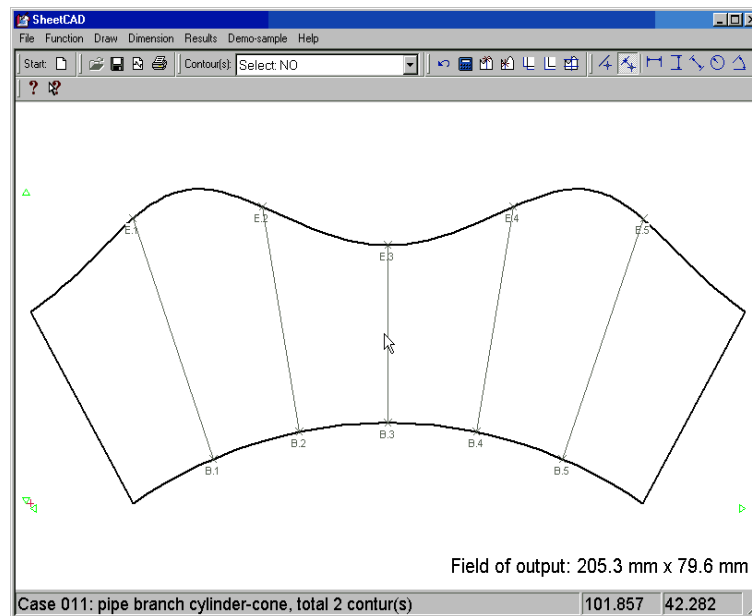 SheetCAD
File Function Draw Dimension Results Demo-sample Help
Start: Contour(s): Select: NO
E.1 E.2 E.3 E.4 E.5
B.1 B.2 B.3 B.4 B.5
Field of output: 205.3 mm x 79.6 mm
Case 011: pipe branch cylinder-cone, total 2 contur(s) 101.857 42.282